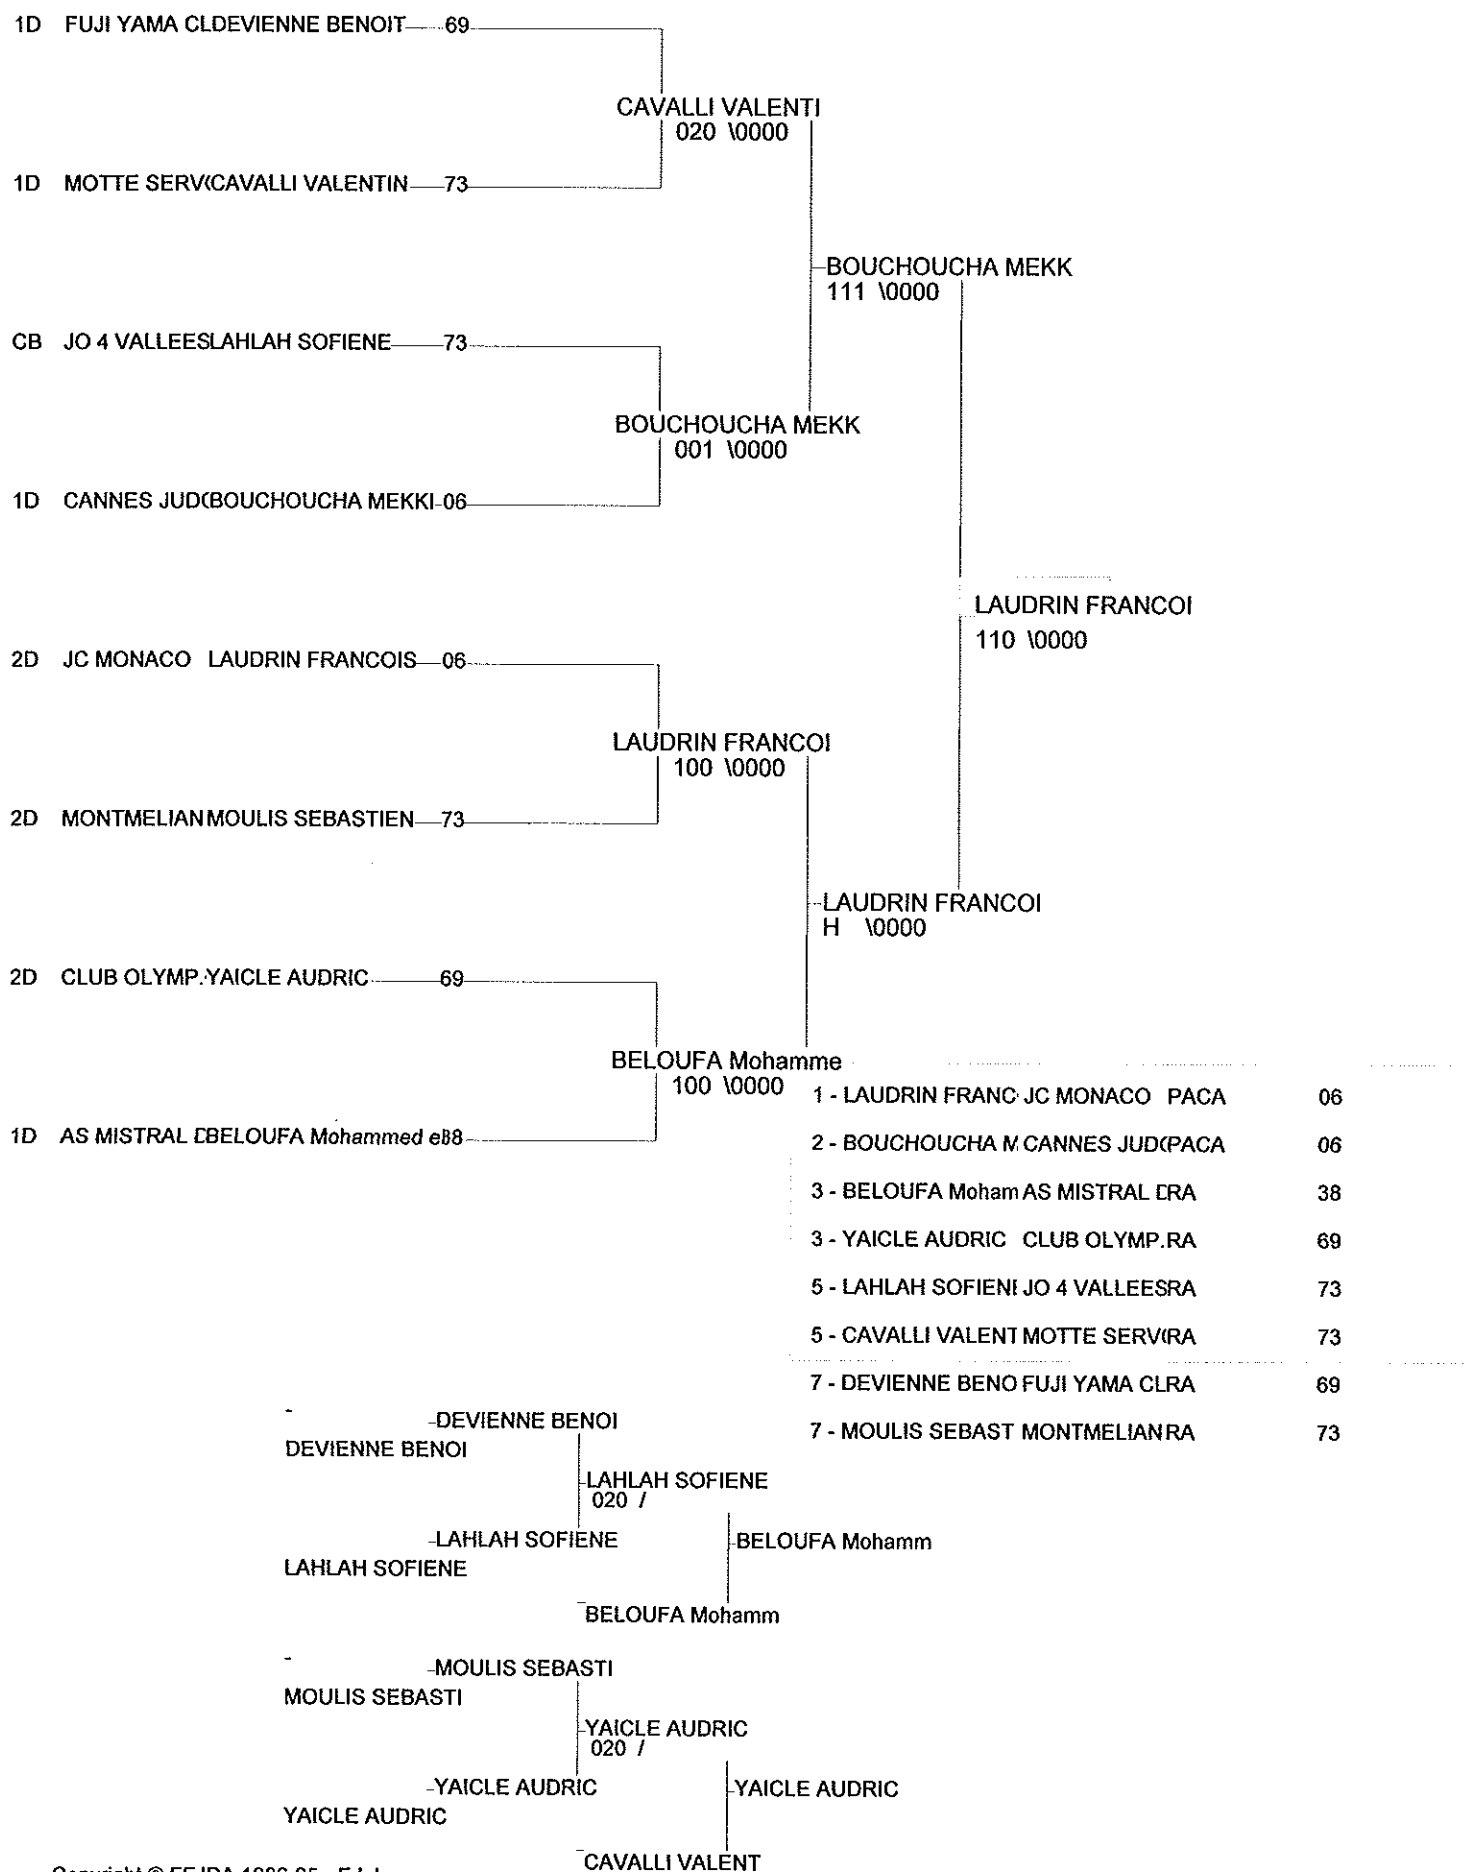 1D FUJI YAMA CLDEVIENNE BENOIT 69
CAVALLI VALENTI
020 \0000
1D MOTTE SERV(CAVALLI VALENTIN 73
BOUCHOUCHA MEKK
111 \0000
CB JO 4 VALLEESLAHLAH SOFIENE 73
BOUCHOUCHA MEKK
001 \0000
1D CANNES JUD(BOUCHOUCHA MEKKI 06
LAUDRIN FRANCOI
110 \0000
2D JC MONACO LAUDRIN FRANCOIS 06
LAUDRIN FRANCOI
100 \0000
2D MONTMELIAN MOULIS SEBASTIEN 73
LAUDRIN FRANCOI
H \0000
2D CLUB OLYMP. YAICLE AUDRIC 69
BELOUFA Mohamme
100 \0000
1D AS MISTRAL BELOUFA Mohammed
1 - LAUDRIN FRANC JC MONACO PACA 06
2 - BOUCHOUCHA M CANNES JUD(PACA 06
3 - BELOUFA Moham AS MISTRAL RA 38
3 - YAICLE AUDRIC CLUB OLYMP.RA 69
5 - LAHLAH SOFIENE JO 4 VALLEESRA 73
5 - CAVALLI VALENT MOTTE SERV(RA 73
7 - DEVIENNE BENO FUJI YAMA CLRA 69
7 - MOULIS SEBAST MONTMELIAN RA 73
DEVIENNE BENOI
DEVIENNE BENOI
LAHLAH SOFIENE
020 /
LAHLAH SOFIENE
BELOUFA Mohamm
LAHLAH SOFIENE
BELOUFA Mohamm
MOULIS SEBASTI
MOULIS SEBASTI
YAICLE AUDRIC
020 /
YAICLE AUDRIC
YAICLE AUDRIC
YAICLE AUDRIC
CAVALLI VALENT